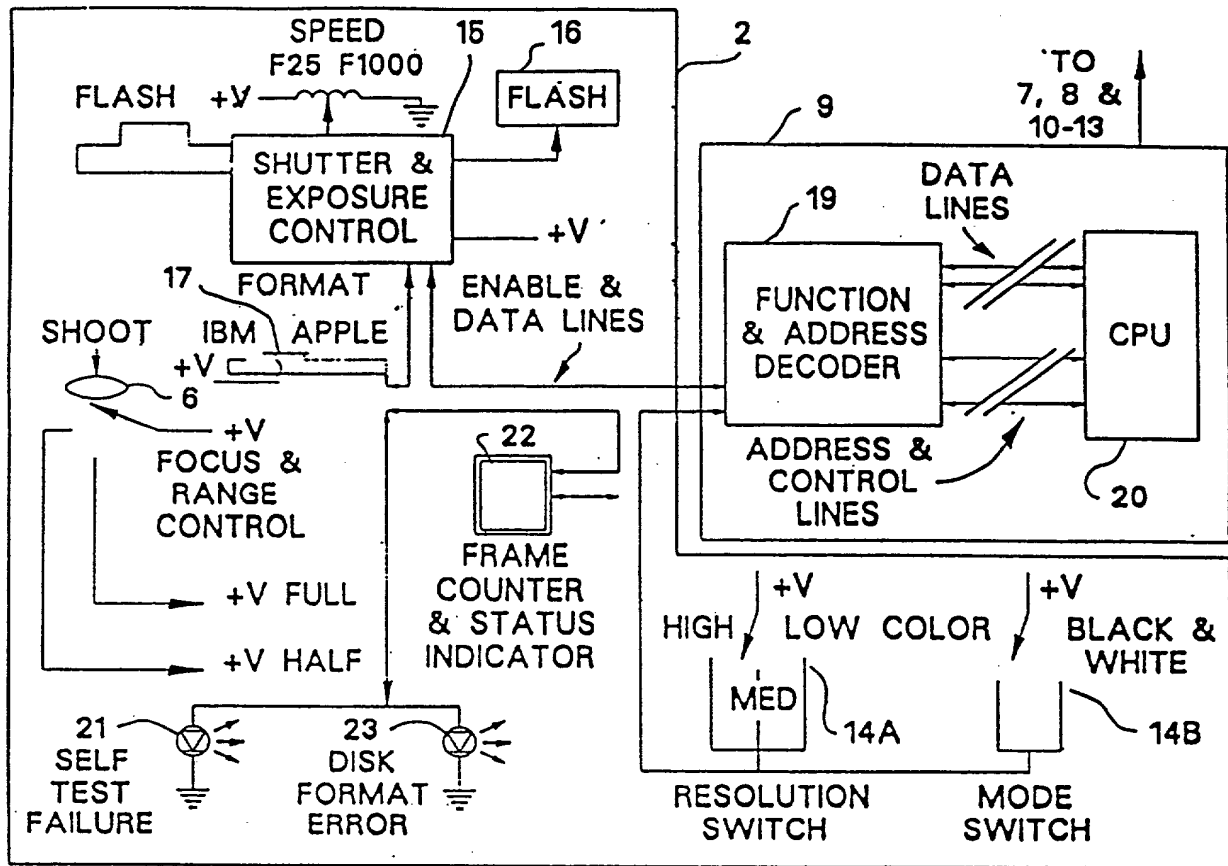 SPEED
F25 F1000
15
16
2
FLASH
+V
FLASH
SHUTTER &
EXPOSURE
CONTROL
+V
17
FORMAT
IBM APPLE
+V
SHOOT
6
ENABLE &
DATA LINES
+V
FOCUS &
RANGE
CONTROL
22
FRAME
COUNTER
& STATUS
INDICATOR
+V FULL
+V HALF
21
SELF
TEST
FAILURE
23
DISK
FORMAT
ERROR
TO
7, 8 &
10-13
9
19
DATA
LINES
FUNCTION
& ADDRESS
DECODER
CPU
ADDRESS &
CONTROL
LINES
20
+V
HIGH
LOW
MED
14A
RESOLUTION
SWITCH
+V
COLOR
BLACK &
WHITE
14B
MODE
SWITCH